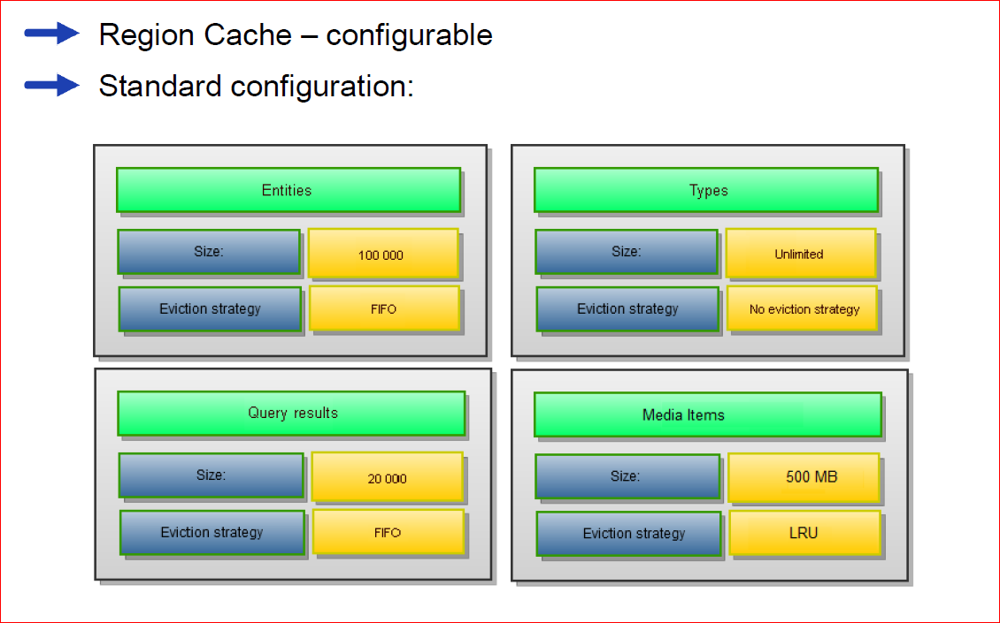 Region Cache – configurable
Standard configuration:
Entities
Size:
100 000
Eviction strategy
FIFO
Types
Size:
Unlimited
Eviction strategy
No eviction strategy
Query results
Size:
20 000
Eviction strategy
FIFO
Media Items
Size:
500 MB
Eviction strategy
LRU